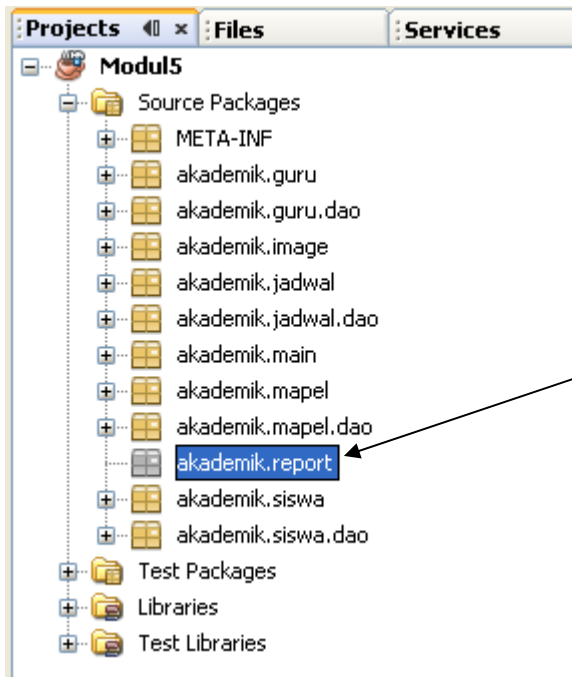 Projects Files Services
Modul5
Source Packages
META-INF
akademik.guru
akademik.guru.dao
akademik.image
akademik.jadwal
akademik.jadwal.dao
akademik.main
akademik.mapel
akademik.mapel.dao
akademik.report
akademik.siswa
akademik.siswa.dao
Test Packages
Libraries
Test Libraries